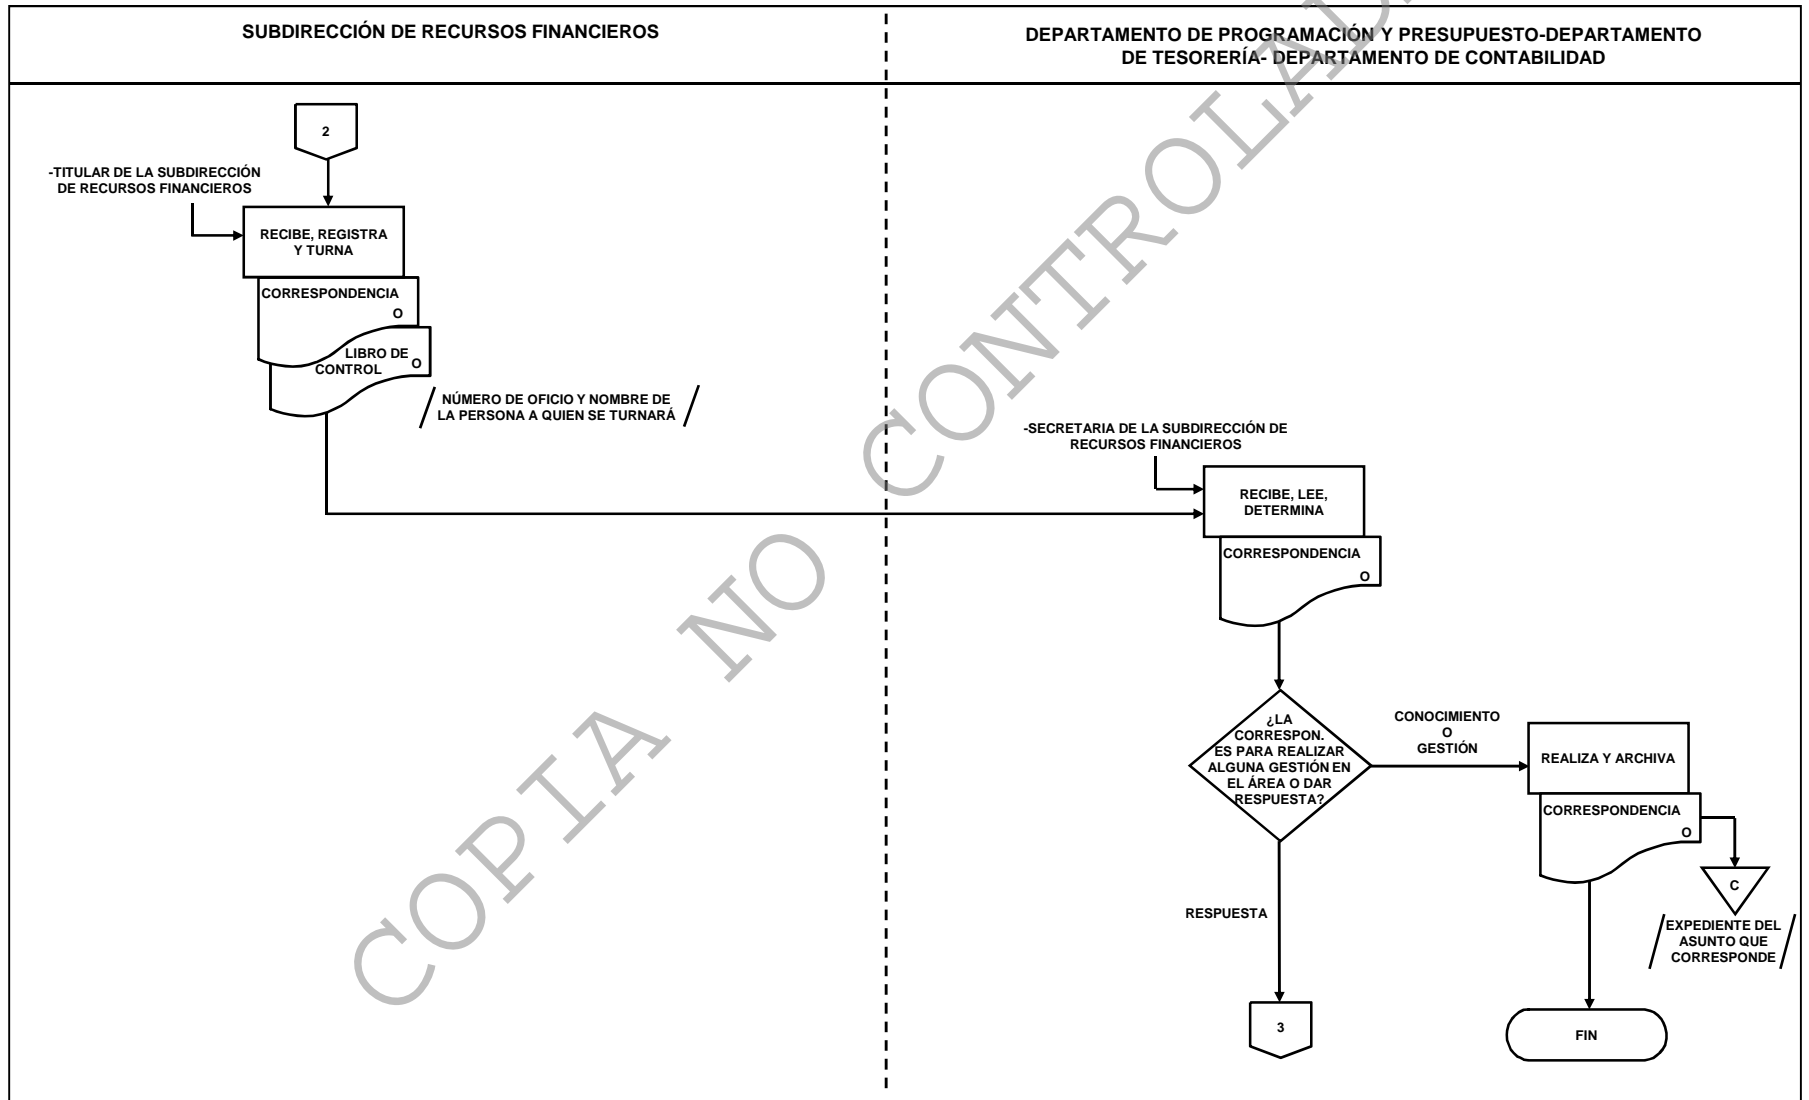 SUBDIRECCIÓN DE RECURSOS FINANCIEROS
DEPARTAMENTO DE PROGRAMACIÓN Y PRESUPUESTO-DEPARTAMENTO
DE TESORERÍA- DEPARTAMENTO DE CONTABILIDAD
2
-TITULAR DE LA SUBDIRECCIÓN
DE RECURSOS FINANCIEROS
RECIBE, REGISTRA
Y TURNA
CORRESPONDENCIA
O
LIBRO DE
CONTROL
O
/ NÚMERO DE OFICIO Y NOMBRE DE
LA PERSONA A QUIEN SE TURNARÁ /
-SECRETARIA DE LA SUBDIRECCIÓN DE
RECURSOS FINANCIEROS
RECIBE, LEE,
DETERMINA
CORRESPONDENCIA
O
¿LA
CORRESPON.
ES PARA REALIZAR
ALGUNA GESTIÓN EN
EL ÁREA O DAR
RESPUESTA?
CONOCIMIENTO
O
GESTIÓN
REALIZA Y ARCHIVA
CORRESPONDENCIA
O
C
/ EXPEDIENTE DEL
ASUNTO QUE
CORRESPONDE /
RESPUESTA
3
FIN
COPIA NO CONTROLAD